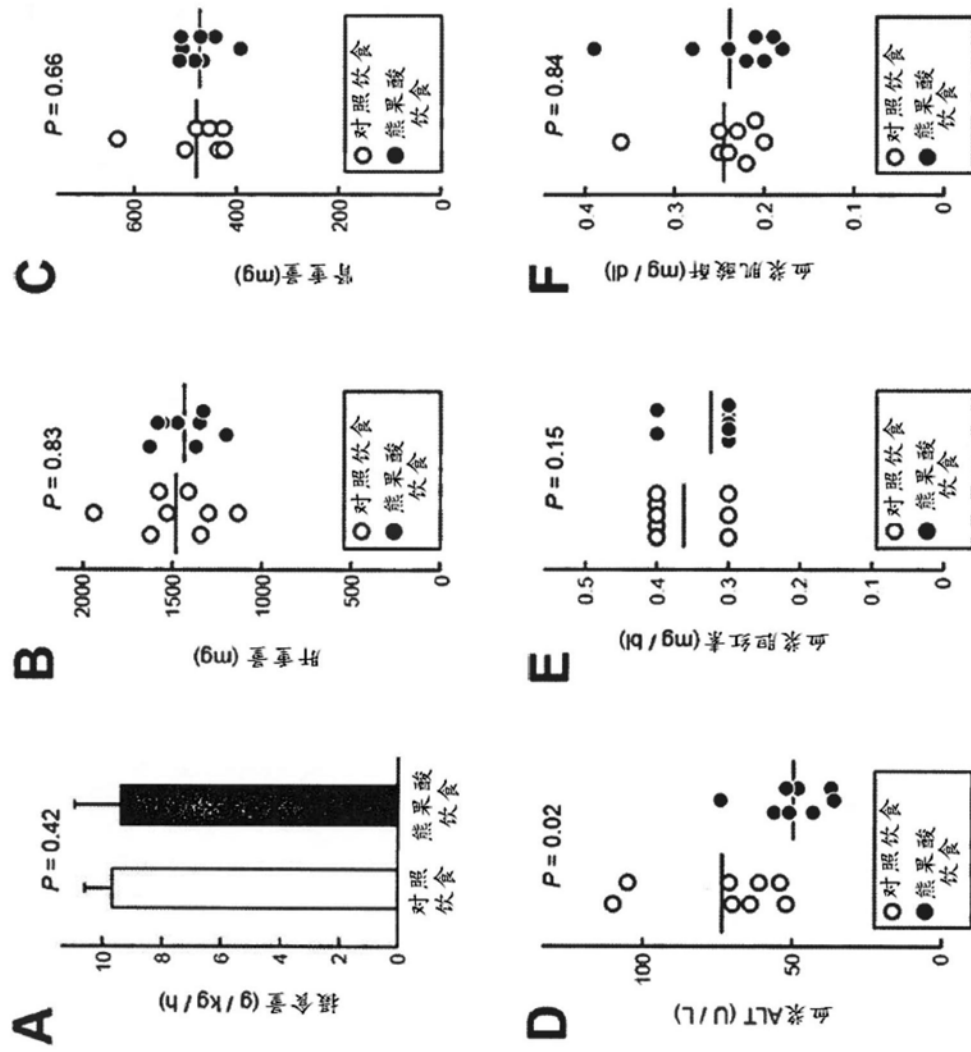 A
P = 0.42
摄食量 (g / kg / h)
10
8
6
4
2
0
对照
饮食
熊果酸
饮食
B
P = 0.83
肝重量 (mg)
2000
1500
1000
500
0
对照饮食
熊果酸
饮食
C
P = 0.66
肾重量(mg)
600
400
200
0
对照饮食
熊果酸
饮食
D
P = 0.02
血浆ALT (U / L)
100
50
0
对照饮食
熊果酸
饮食
E
P = 0.15
血浆胆红素 (mg / bl)
0.5
0.4
0.3
0.2
0.1
0
对照饮食
熊果酸
饮食
F
P = 0.84
血浆肌酸酐(mg / dl)
0.4
0.3
0.2
0.1
0
对照饮食
熊果酸
饮食